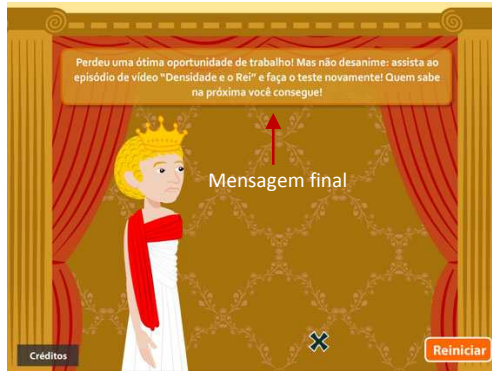 Perdeu uma ótima oportunidade de trabalho! Mas não desanime: assista ao
episódio de vídeo "Densidade e o Rei" e faça o teste novamente! Quem sabe
na próxima você consegue!
Mensagem final
Créditos
Reiniciar